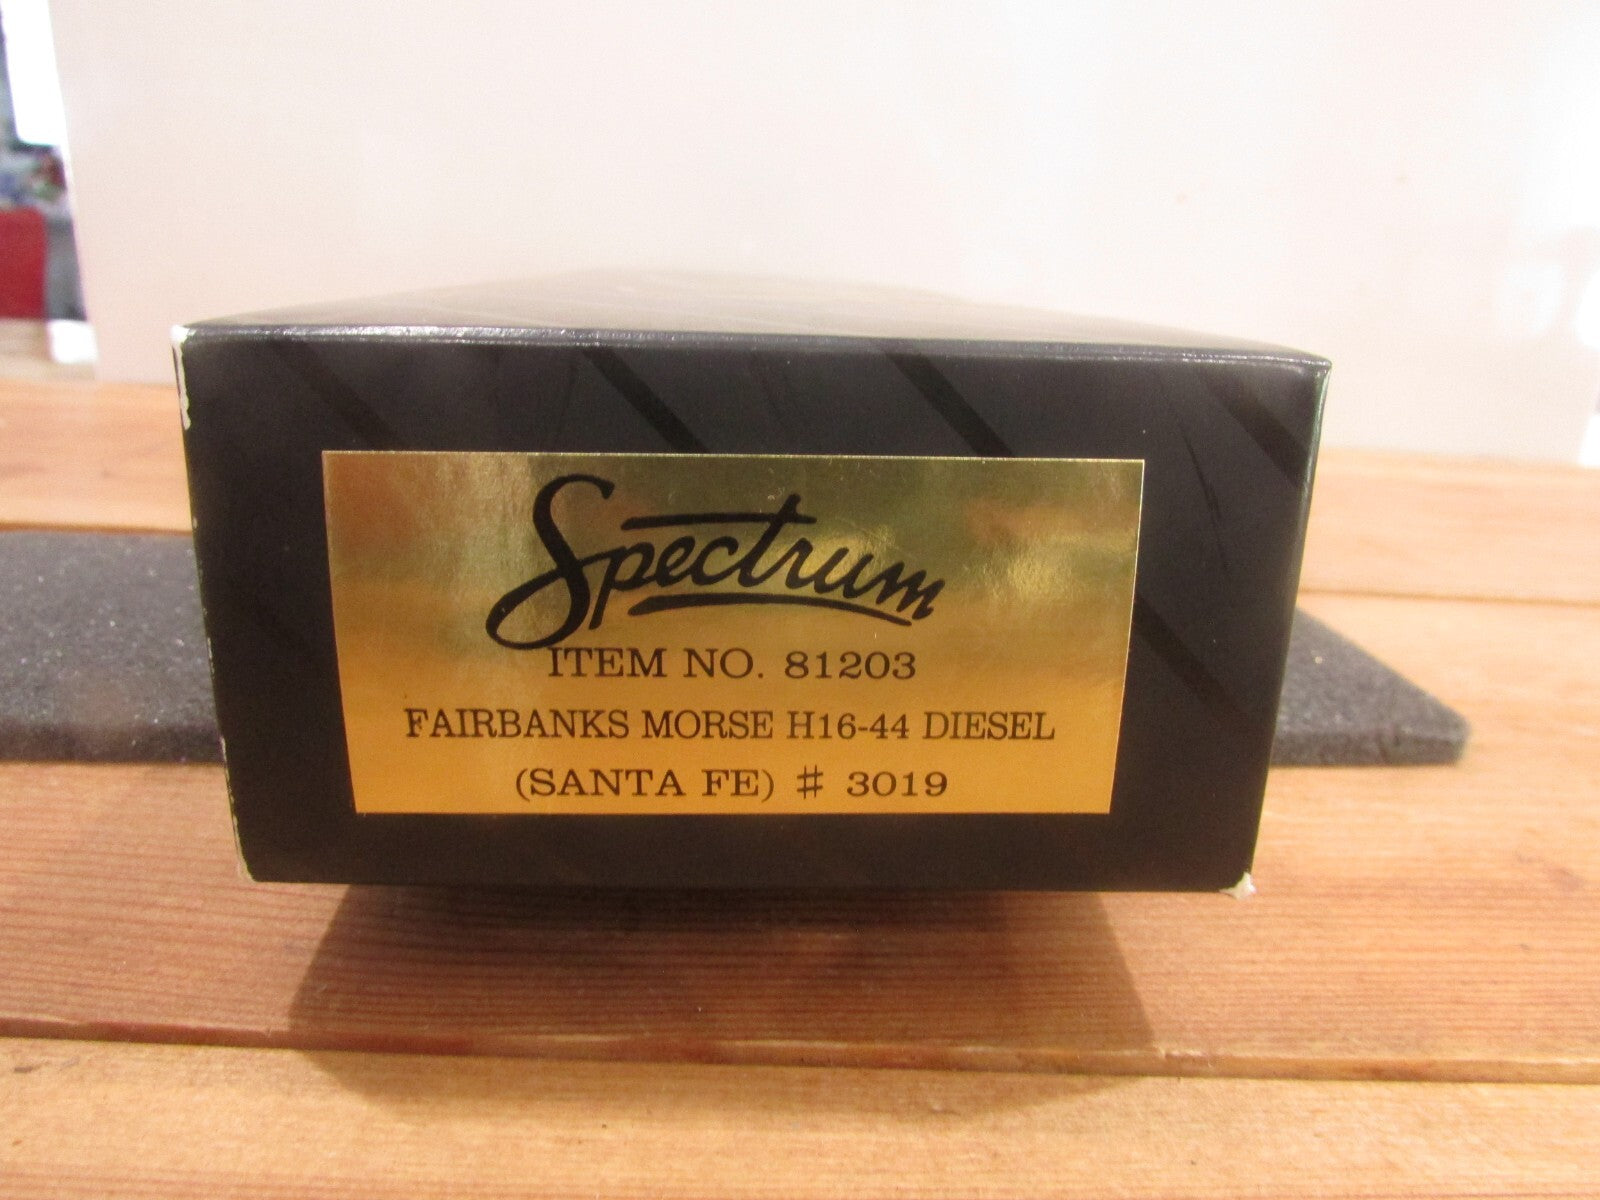 Spectrum
ITEM NO. 81203
FAIRBANKS MORSE H16-44 DIESEL
(SANTA FE) # 3019